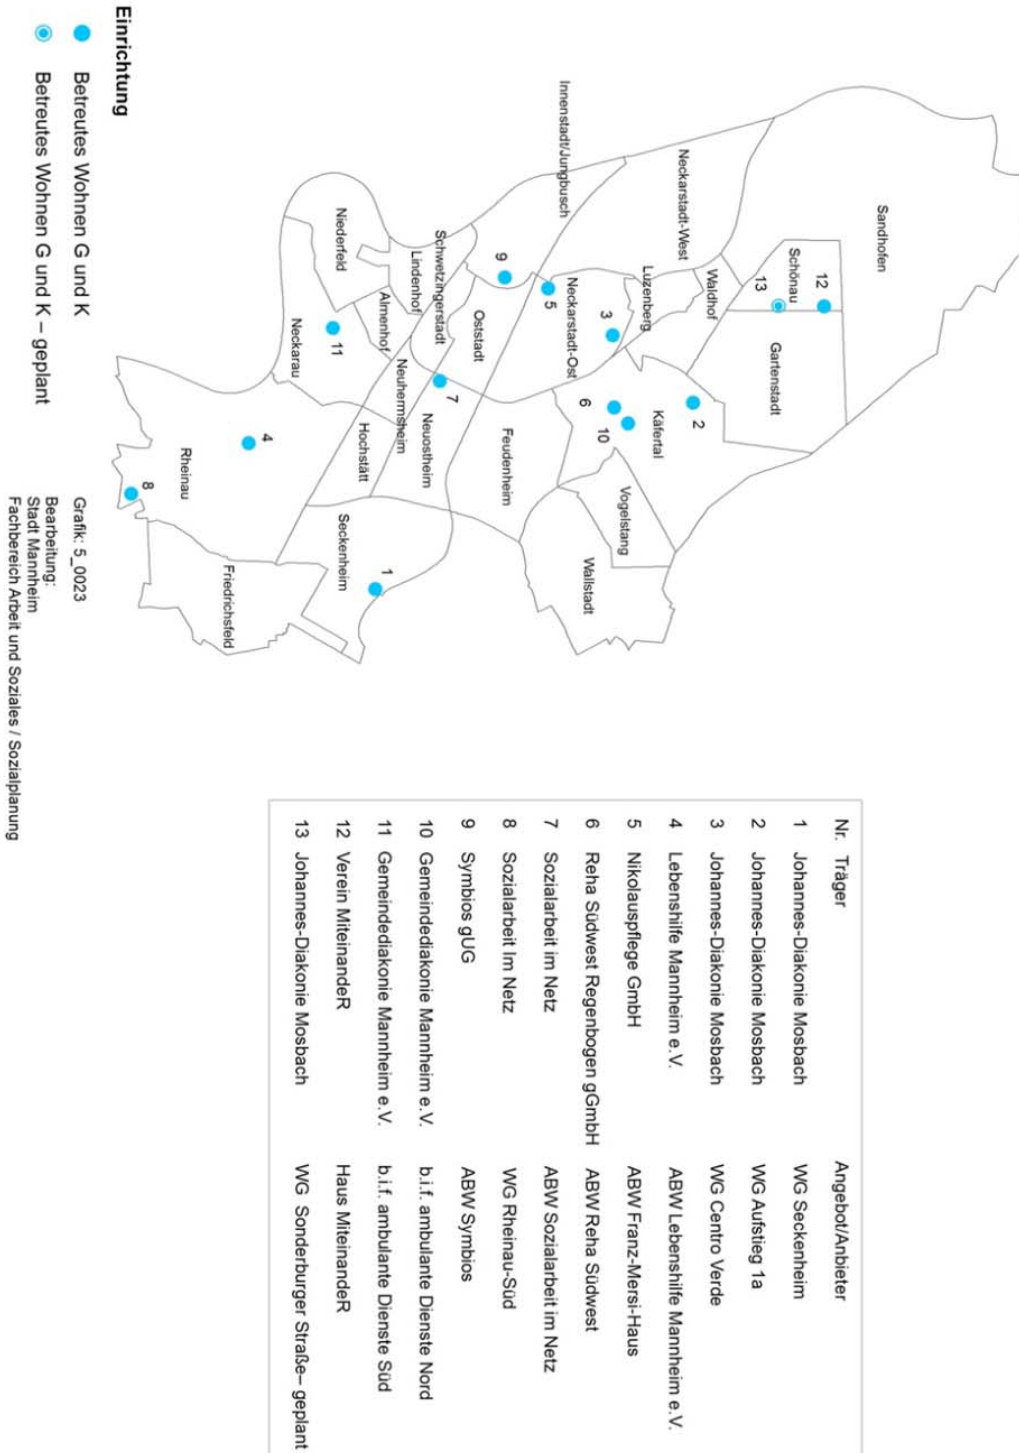 Sandhofen
Schönau
12
13
Gartenstadt
Waldhof
Neckarstadt-West
Luzenberg
Käfertal
2
3
6
10
Vogelstang
Wallstadt
Neckarstadt-Ost
5
Innenstadt/Jungbusch
9
Oststadt
Feudenheim
Schwetzingerstadt
7
Neuostheim
Lindenhof
Neuhermsheim
Almenhof
Hochstätt
Niederfeld
11
Neckarau
Seckenheim
1
4
Rheinau
8
Friedrichsfeld
Einrichtung
Betreutes Wohnen G und K
Betreutes Wohnen G und K – geplant
Grafik: 5_0023
Bearbeitung:
Stadt Mannheim
Fachbereich Arbeit und Soziales / Sozialplanung
Nr. Träger Angebot/Anbieter
1 Johannes-Diakonie Mosbach WG Seckenheim
2 Johannes-Diakonie Mosbach WG Aufstieg 1a
3 Johannes-Diakonie Mosbach WG Centro Verde
4 Lebenshilfe Mannheim e.V. ABW Lebenshilfe Mannheim e.V.
5 Nikolauspflege GmbH ABW Franz-Mersi-Haus
6 Reha Südwest Regenbogen gGmbH ABW Reha Südwest
7 Sozialarbeit im Netz ABW Sozialarbeit im Netz
8 Sozialarbeit Im Netz WG Rheinau-Süd
9 Symbios gUG ABW Symbios
10 Gemeindediakonie Mannheim e.V. b.i.f. ambulante Dienste Nord
11 Gemeindediakonie Mannheim e.V. b.i.f. ambulante Dienste Süd
12 Verein MiteinandeR Haus MiteinandeR
13 Johannes-Diakonie Mosbach WG Sonderburger Straße– geplant